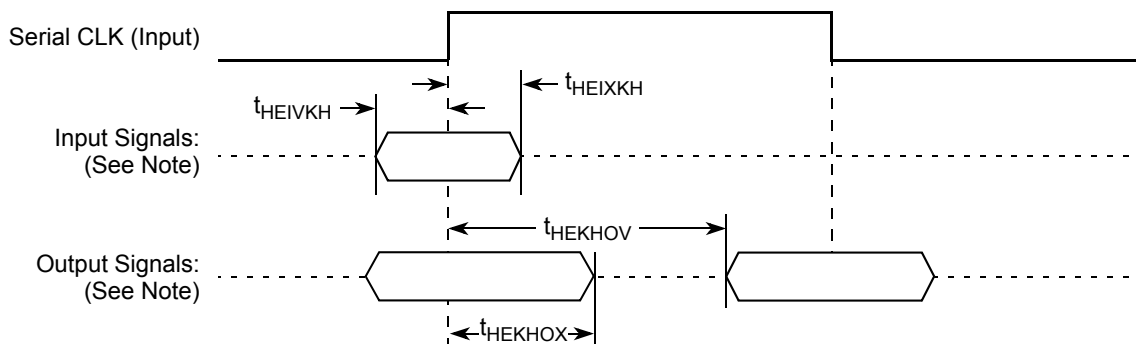 Serial CLK (Input)
tHEIXKH
tHEIVKH
Input Signals:
(See Note)
tHEKHOV
Output Signals:
(See Note)
tHEKHOX